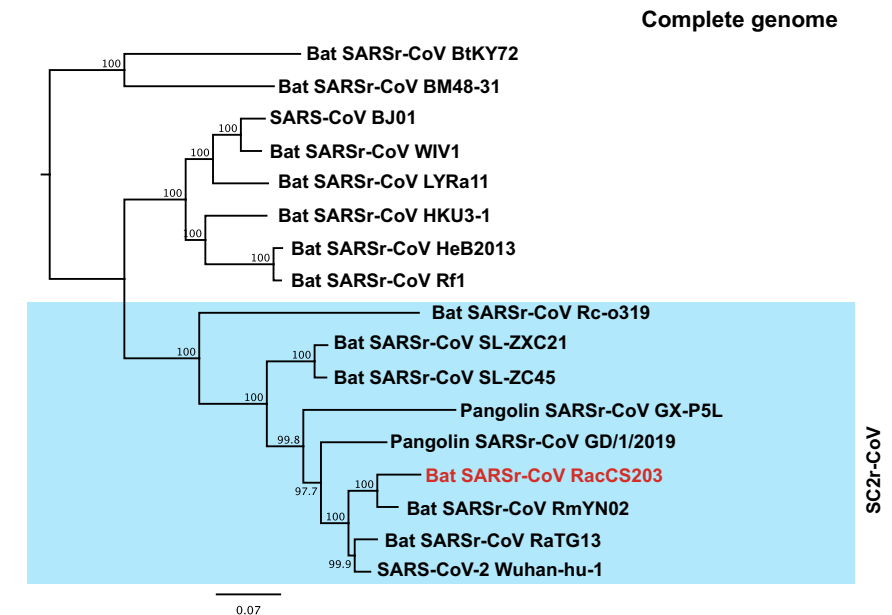 Complete genome
100
Bat SARSr-CoV BtKY72
Bat SARSr-CoV BM48-31
SARS-CoV BJ01
100
Bat SARSr-CoV WIV1
100
Bat SARSr-CoV LYRa11
100
Bat SARSr-CoV HKU3-1
100
Bat SARSr-CoV HeB2013
100
Bat SARSr-CoV Rf1
Bat SARSr-CoV Rc-o319
100
Bat SARSr-CoV SL-ZXC21
100
Bat SARSr-CoV SL-ZC45
100
Pangolin SARSr-CoV GX-P5L
99.8
Pangolin SARSr-CoV GD/1/2019
97.7
Bat SARSr-CoV RacCS203
100
Bat SARSr-CoV RmYN02
100
Bat SARSr-CoV RaTG13
99.9
SARS-CoV-2 Wuhan-hu-1
SC2r-CoV
0.07